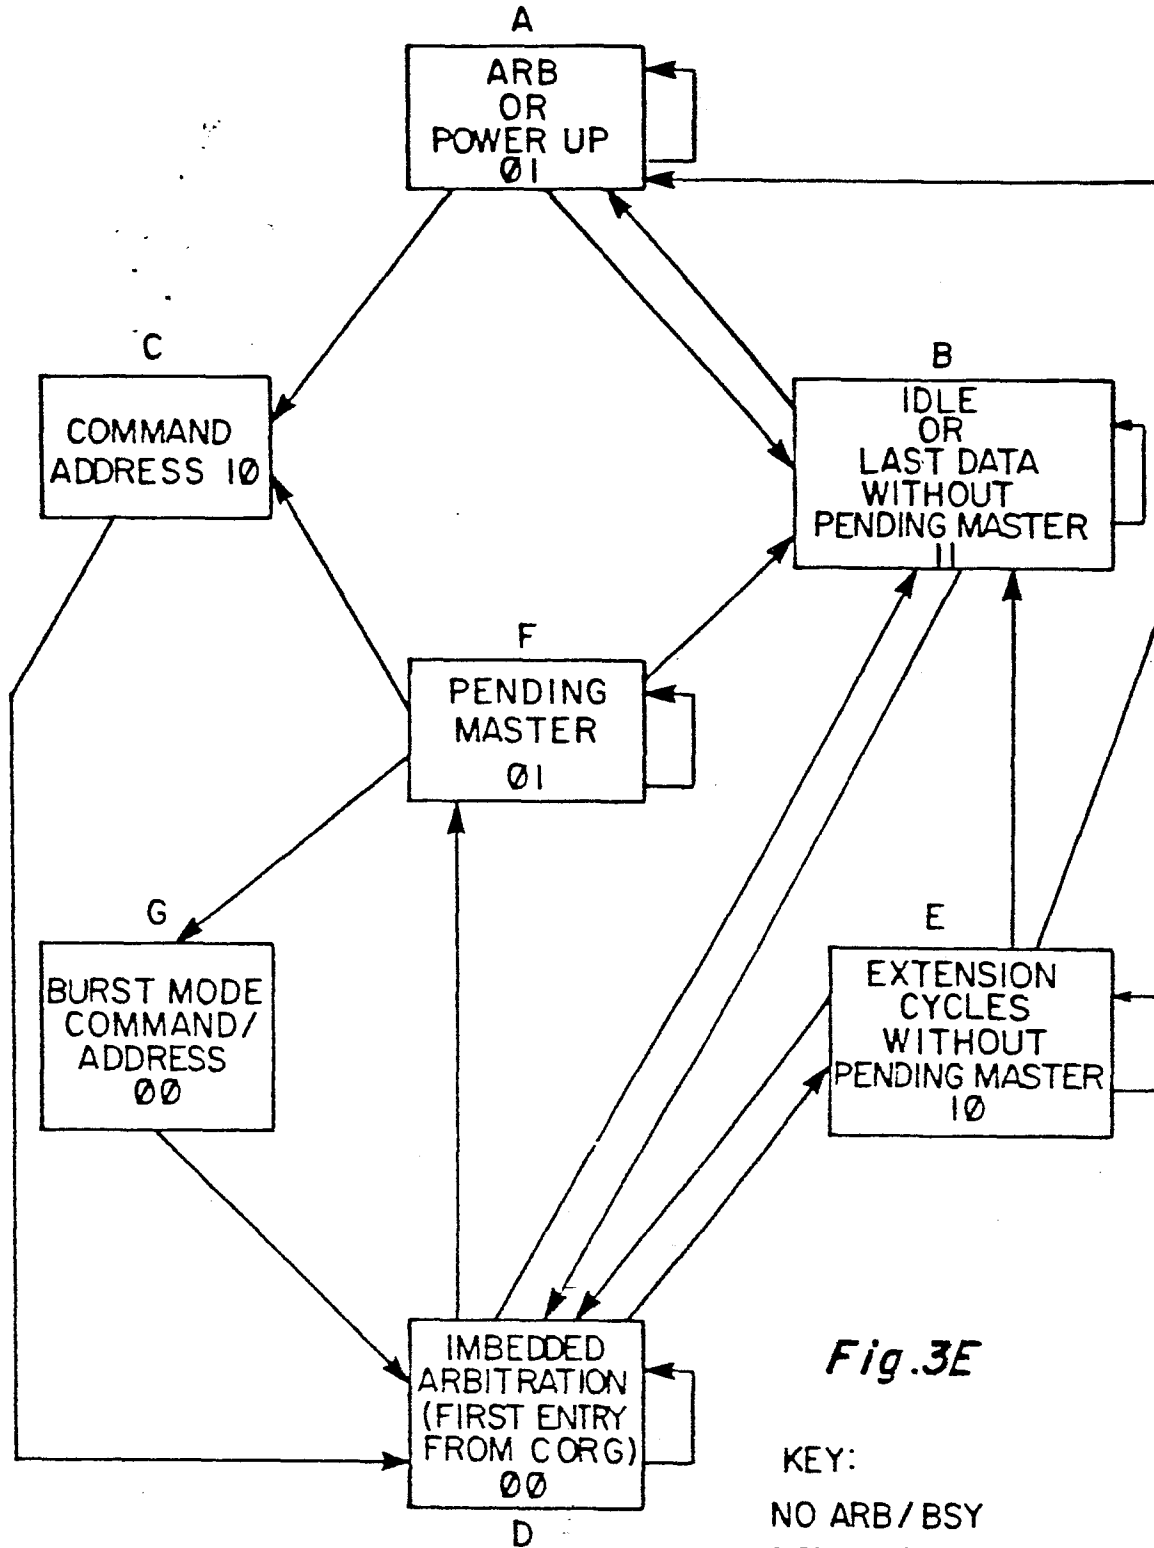 A
ARB
OR
POWER UP
Ø1
C
COMMAND
ADDRESS 1Ø
B
IDLE
OR
LAST DATA
WITHOUT
PENDING MASTER
11
F
PENDING
MASTER
Ø1
G
BURST MODE
COMMAND/
ADDRESS
ØØ
E
EXTENSION
CYCLES
WITHOUT
PENDING MASTER
1Ø
IMBEDDED
ARBITRATION
(FIRST ENTRY
FROM C OR G)
ØØ
D
Fig. 3E
KEY:
NO ARB / BSY